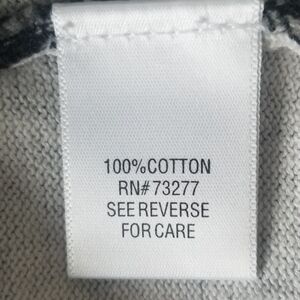 100%COTTON
RN#73277
SEE REVERSE
FOR CARE